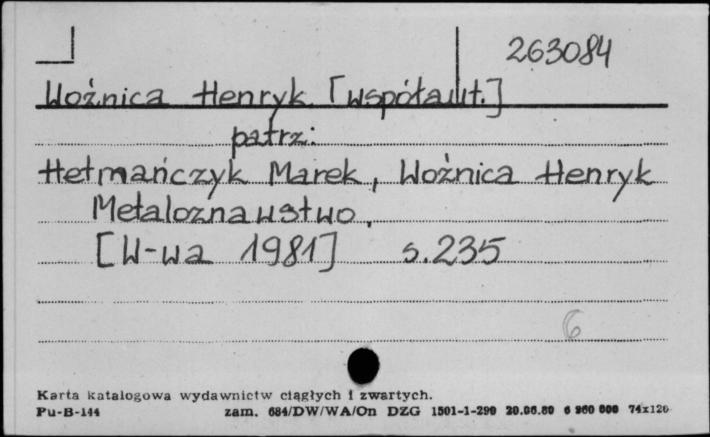 263084
Woźnica Henryk [współaut.]
patrz:
Hetmańczyk Marek, Woźnica Henryk
Metaloznawstwo.
[W-wa 1981] s.235
6
Karta katalogowa wydawnictw ciągłych i zwartych.
Pu-B-144 zam. 684/DW/WA/On DZG 1501-1-290 20.06.80 6 960 000 74x120